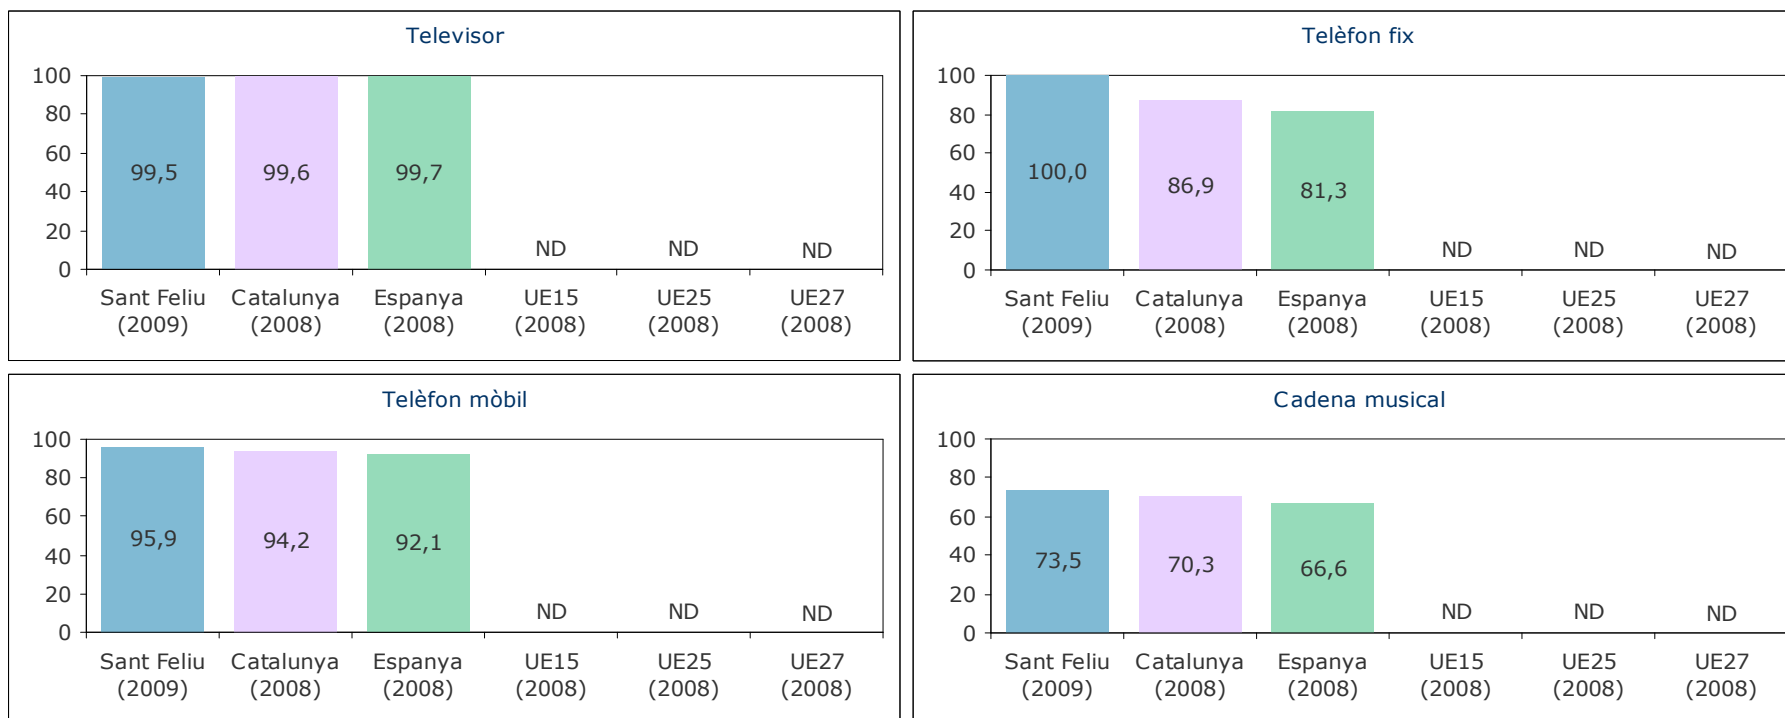 Televisor
100
80
60
40
20
0
99,5
99,6
99,7
ND
ND
ND
Sant Feliu Catalunya Espanya UE15 UE25 UE27
(2009) (2008) (2008) (2008) (2008) (2008)
Telèfon fix
100
80
60
40
20
0
100,0
86,9
81,3
ND
ND
ND
Sant Feliu Catalunya Espanya UE15 UE25 UE27
(2009) (2008) (2008) (2008) (2008) (2008)
Telèfon mòbil
100
80
60
40
20
0
95,9
94,2
92,1
ND
ND
ND
Sant Feliu Catalunya Espanya UE15 UE25 UE27
(2009) (2008) (2008) (2008) (2008) (2008)
Cadena musical
100
80
60
40
20
0
73,5
70,3
66,6
ND
ND
ND
Sant Feliu Catalunya Espanya UE15 UE25 UE27
(2009) (2008) (2008) (2008) (2008) (2008)